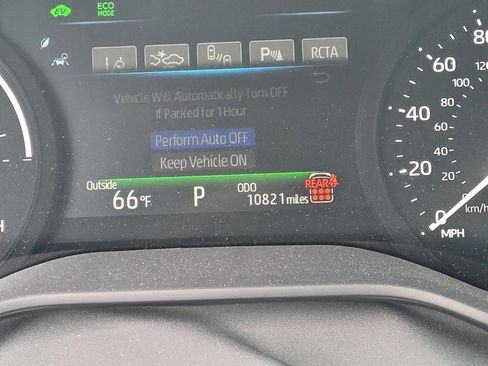 EV
ECO
MODE
P
RCTA
Vehicle Will Automatically Turn OFF
If Parked for 1 Hour
Perform Auto OFF
Keep Vehicle ON
Outside
66°F
P
ODO
10821 miles
REAR
80
60
40
20
0
MPH
120
100
80
60
40
20
0
km/h
H